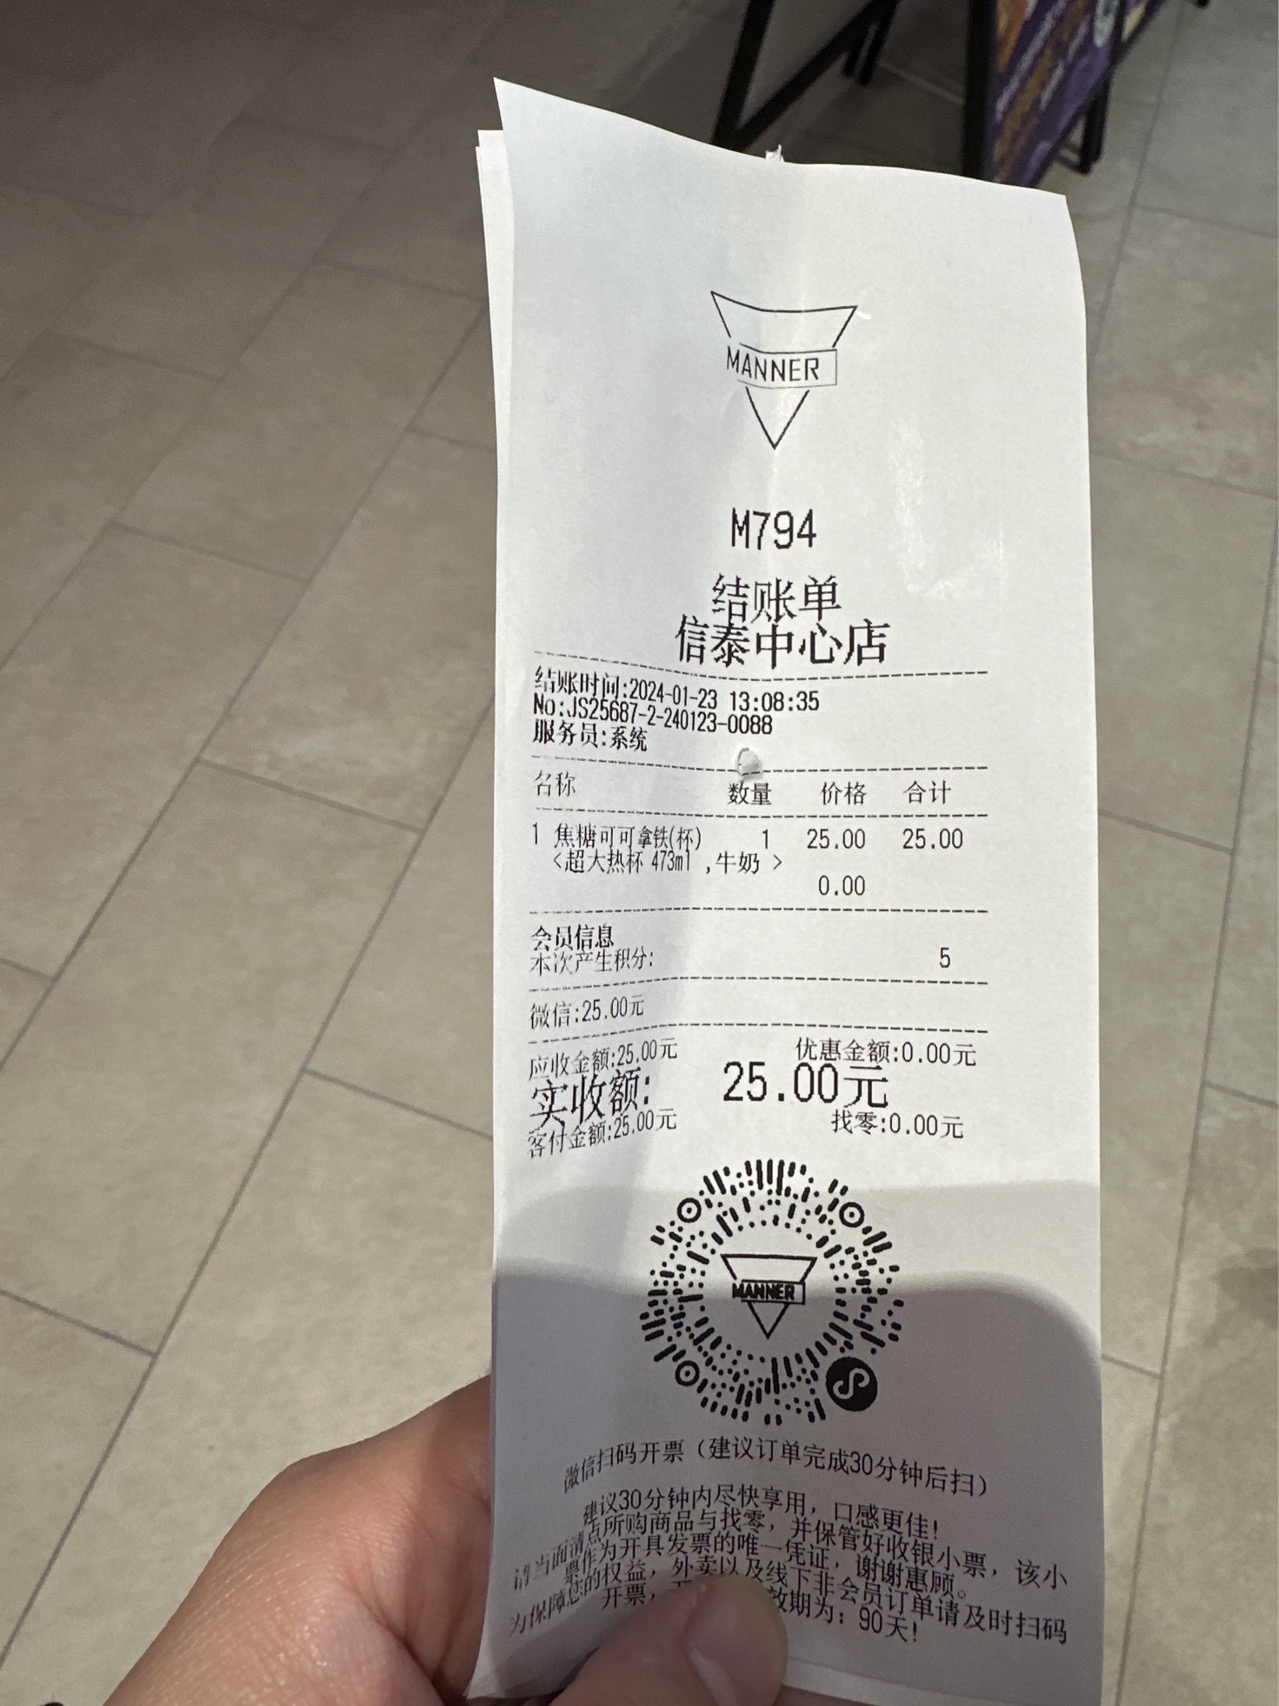 MANNER
M794
结账单
信泰中心店
结账时间:2024-01-23 13:08:35
No:JS25687-2-240123-0088
服务员:系统
名称 数量 价格 合计
1 焦糖可可拿铁(杯) 1 25.00 25.00
<超大热杯 473ml ,牛奶 >
0.00
会员信息
本次产生积分: 5
微信:25.00元
应收金额:25.00元 优惠金额:0.00元
实收额: 25.00元
客付金额:25.00元 找零:0.00元
MANNER
微信扫码开票（建议订单完成30分钟后扫）
建议30分钟内尽快享用，口感更佳！
请当面清点所购商品与找零，并保管好收银小票，该小
票作为开具发票的唯一凭证，谢谢惠顾。
为保障您的权益，外卖以及线下非会员订单请及时扫码
开票， 效期为：90天！